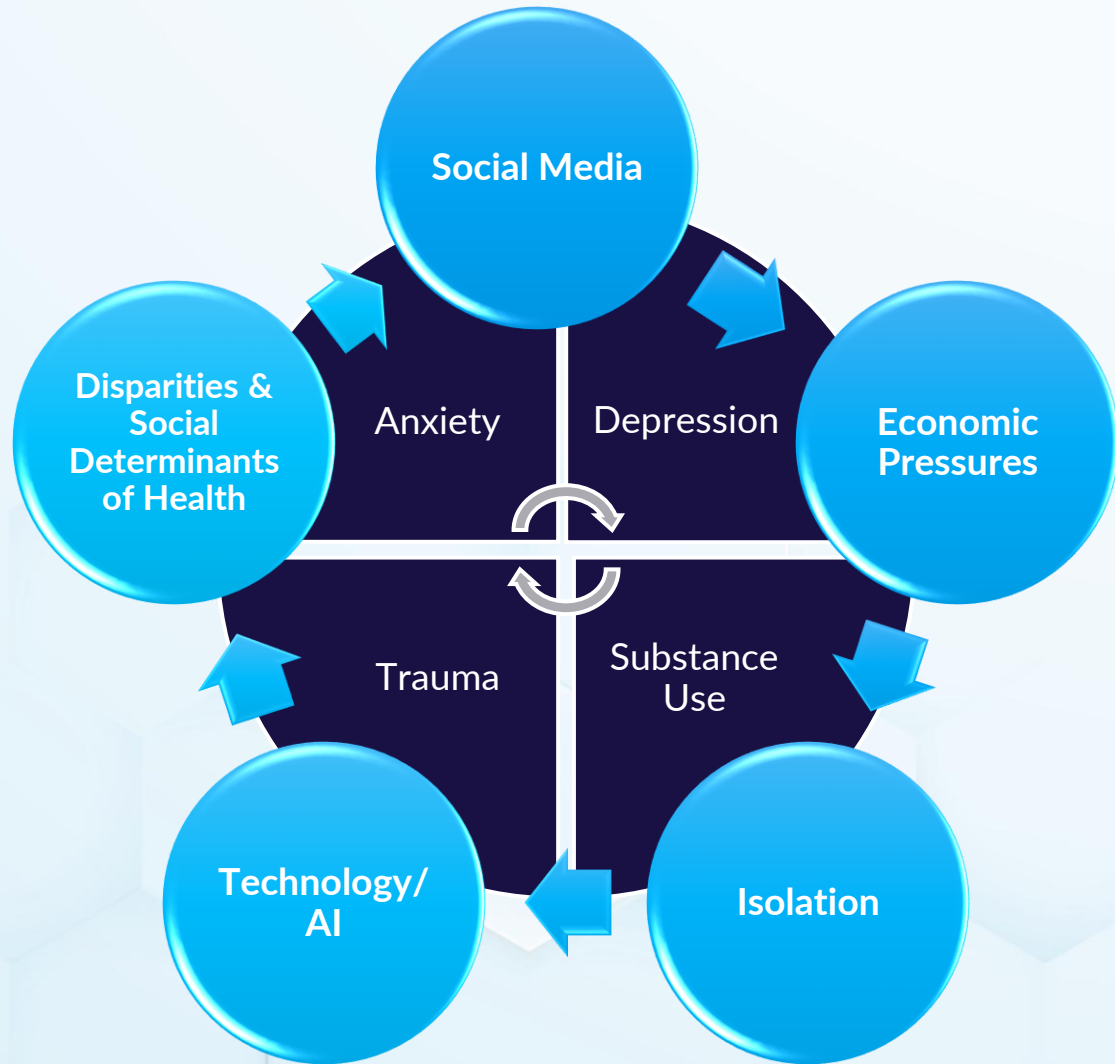 Social Media
Disparities &
Social
Determinants
of Health
Anxiety
Depression
Economic
Pressures
Trauma
Substance
Use
Technology/
AI
Isolation